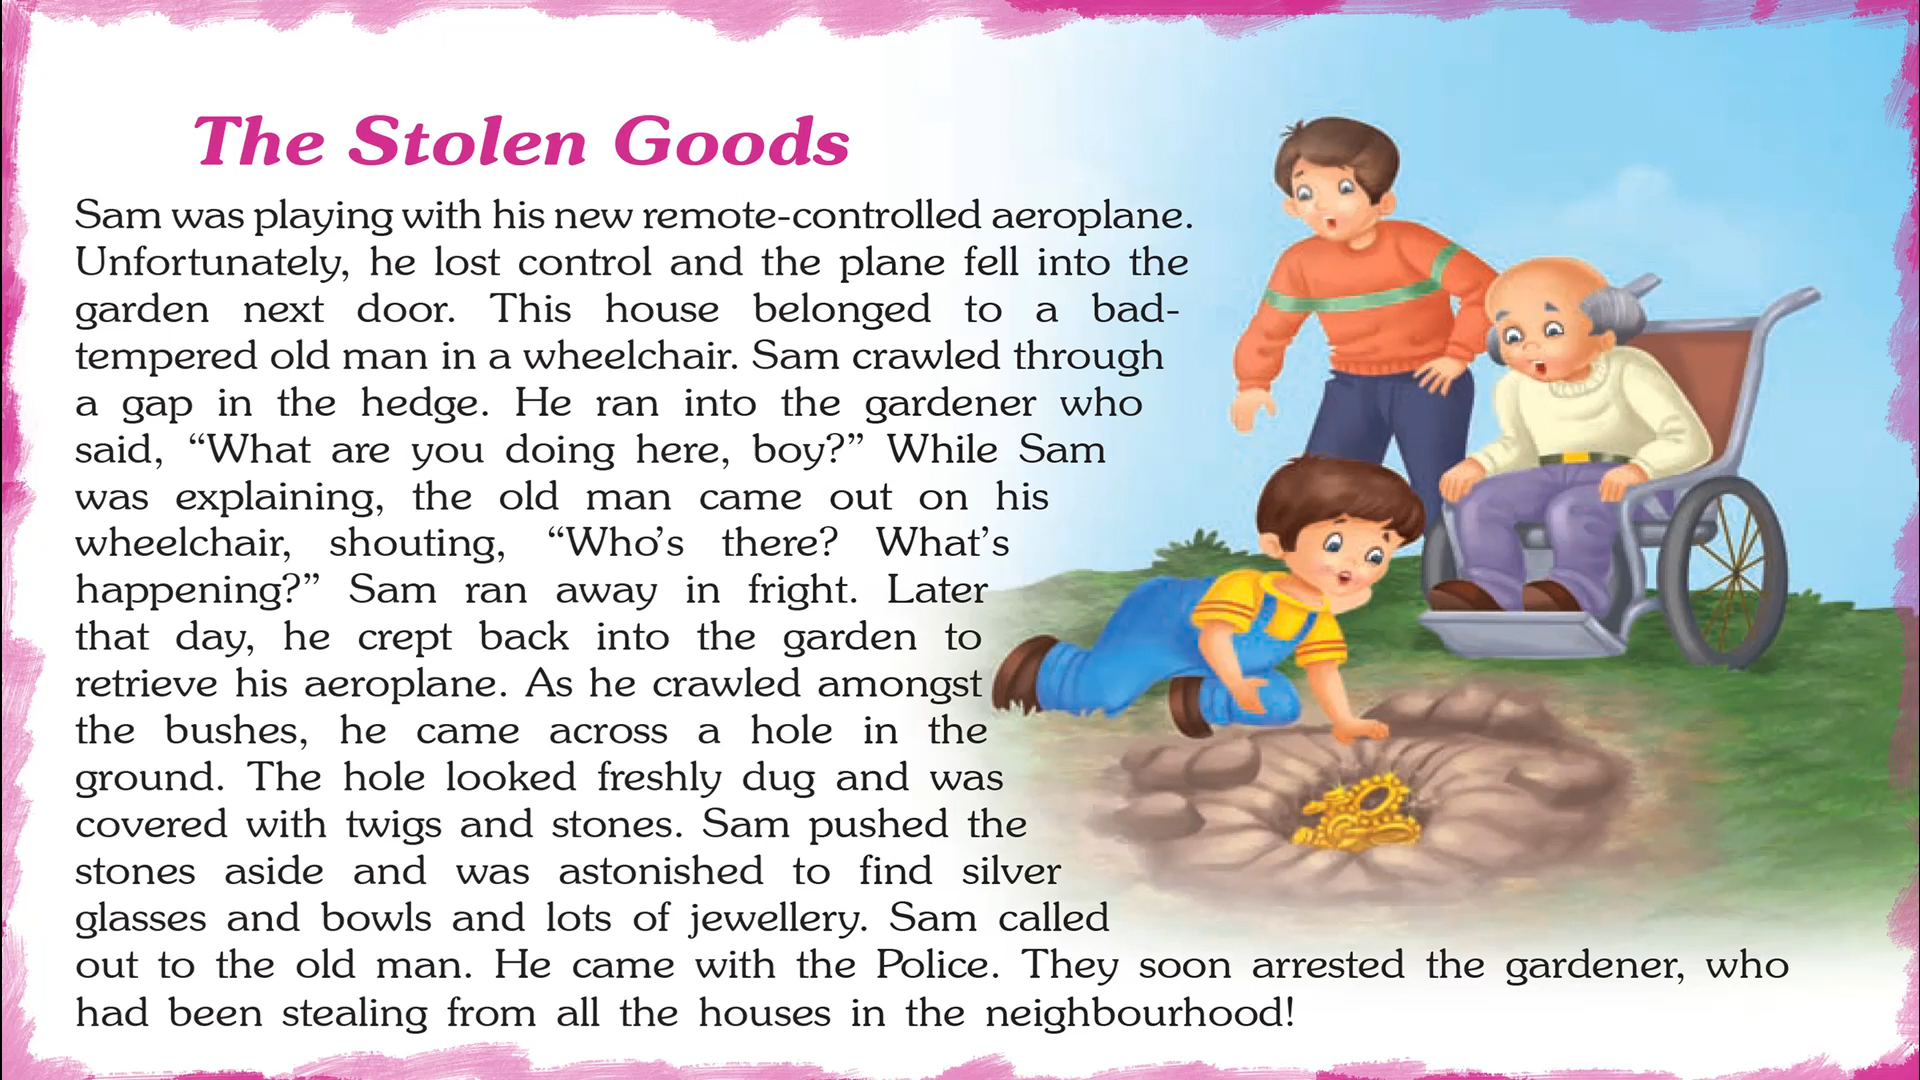 The Stolen Goods
Sam was playing with his new remote-controlled aeroplane.
Unfortunately, he lost control and the plane fell into the
garden next door. This house belonged to a bad-
tempered old man in a wheelchair. Sam crawled through
a gap in the hedge. He ran into the gardener who
said, “What are you doing here, boy?” While Sam
was explaining, the old man came out on his
wheelchair, shouting, “Who’s there? What’s
happening?” Sam ran away in fright. Later
that day, he crept back into the garden to
retrieve his aeroplane. As he crawled amongst
the bushes, he came across a hole in the
ground. The hole looked freshly dug and was
covered with twigs and stones. Sam pushed the
stones aside and was astonished to find silver
glasses and bowls and lots of jewellery. Sam called
out to the old man. He came with the Police. They soon arrested the gardener, who
had been stealing from all the houses in the neighbourhood!